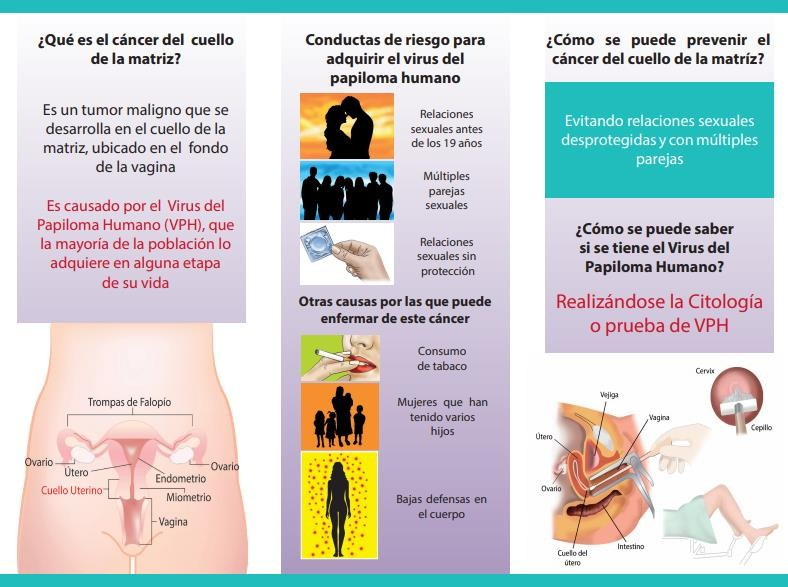 ¿Qué es el cáncer del cuello
de la matriz?
Es un tumor maligno que se
desarrolla en el cuello de la
matriz, ubicado en el fondo
de la vagina
Es causado por el Virus del
Papiloma Humano (VPH), que
la mayoría de la población lo
adquiere en alguna etapa
de su vida
Trompas de Falopío
Ovario
Útero
Cuello Uterino
Ovario
Endometrio
Miometrio
Vagina
Conductas de riesgo para
adquirir el virus del
papiloma humano
Relaciones
sexuales antes
de los 19 años
Múltiples
parejas
sexuales
Relaciones
sexuales sin
protección
Otras causas por las que puede
enfermar de este cáncer
Consumo
de tabaco
Mujeres que han
tenido varios
hijos
Bajas defensas en
el cuerpo
¿Cómo se puede prevenir el
cáncer del cuello de la matríz?
Evitando relaciones sexuales
desprotegidas y con múltiples
parejas
¿Cómo se puede saber
si se tiene el Virus del
Papiloma Humano?
Realizándose la Citología
o prueba de VPH
Cervix
Cepillo
Vejiga
Vagina
Útero
Ovario
Cuello del
útero
Intestino